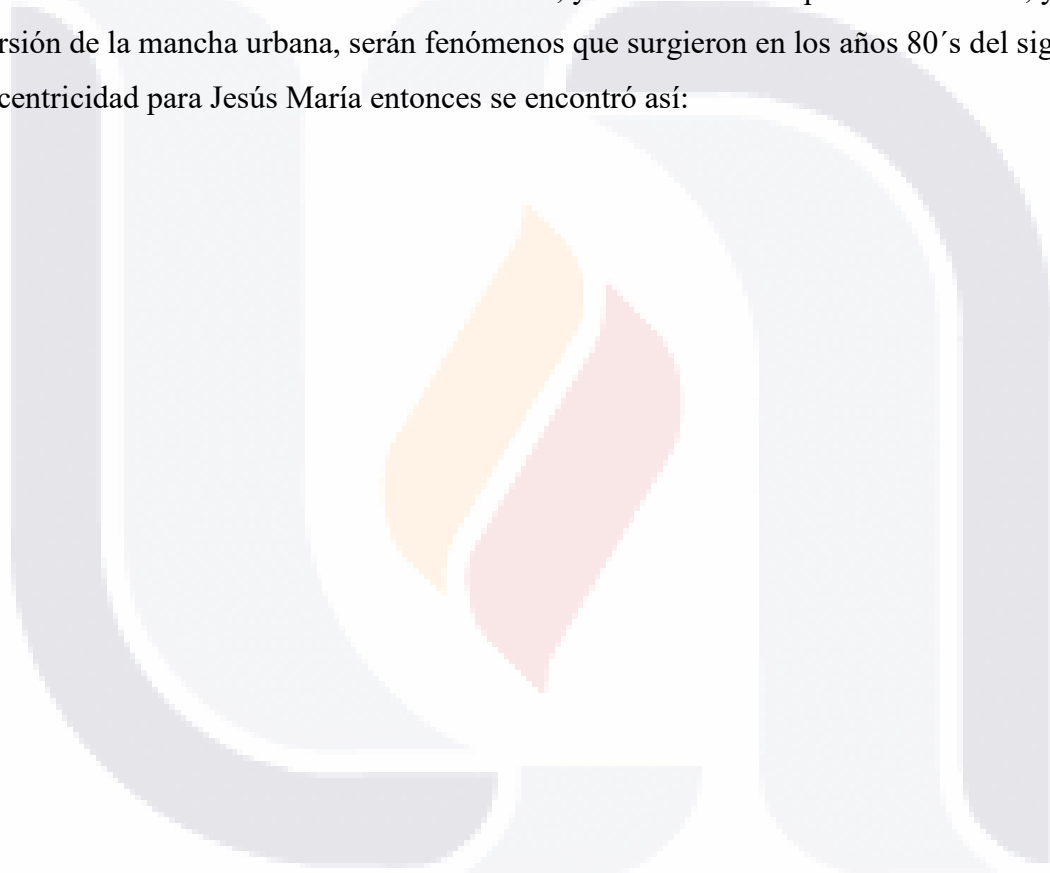 rsión de la mancha urbana, serán fenómenos que surgieron en los años 80´s del sig
centricidad para Jesús María entonces se encontró así: